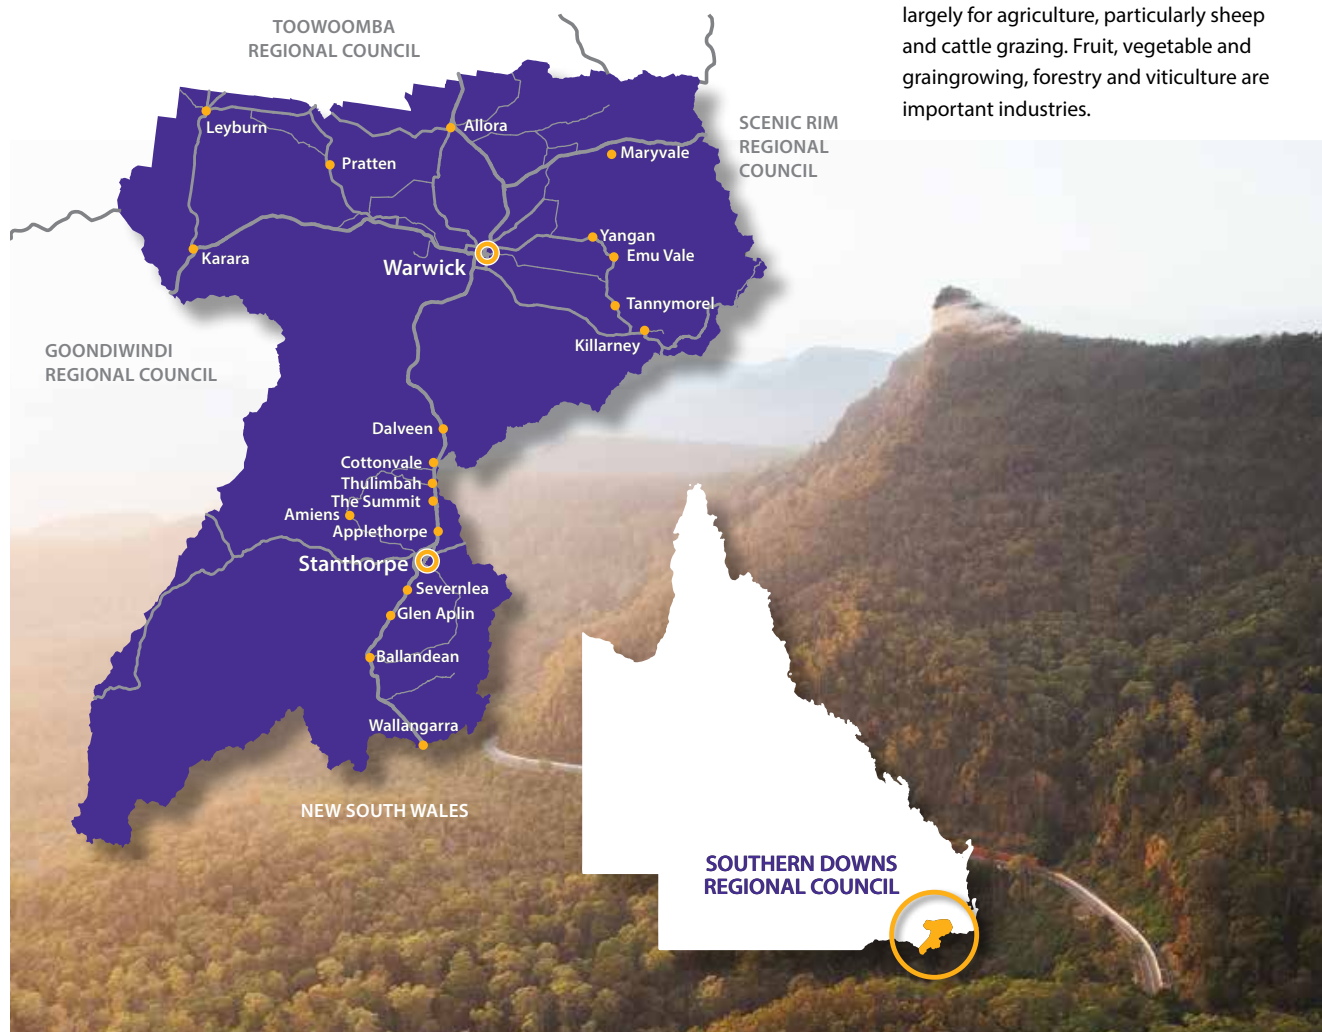 largely for agriculture, particularly sheep
and cattle grazing. Fruit, vegetable and
graingrowing, forestry and viticulture are
important industries.
TOOWOOMBA
REGIONAL COUNCIL
SCENIC RIM
REGIONAL
COUNCIL
Leyburn
Allora
Pratten
Maryvale
Yangan
Karara
Emu Vale
Warwick
Tannymorel
Killarney
GOONDIWINDI
REGIONAL COUNCIL
Dalveen
Cottonvale
Thulimbah
The Summit
Amiens
Applethorpe
Stanthorpe
Severnlea
Glen Aplin
Ballandean
Wallangarra
NEW SOUTH WALES
SOUTHERN DOWNS
REGIONAL COUNCIL